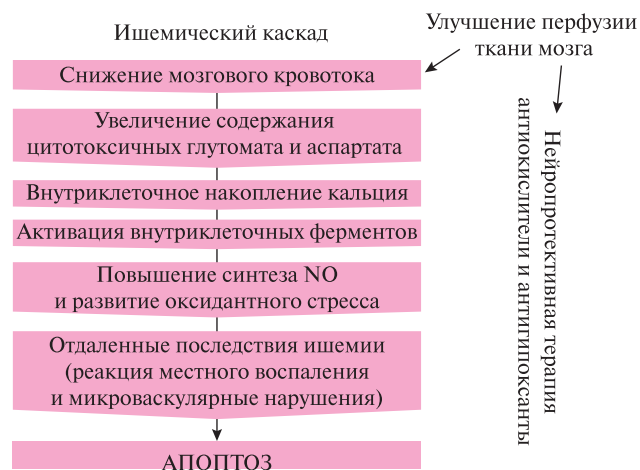 Ишемический каскад
Улучшение перфузии
ткани мозга
Снижение мозгового кровотока
Увеличение содержания
цитотоксичных глутомата и аспартата
Внутриклеточное накопление кальция
Активация внутриклеточных ферментов
Повышение синтеза NO
и развитие оксидантного стресса
Отдаленные последствия ишемии
(реакция местного воспаления
и микроваскулярные нарушения)
АПОПТОЗ
Нейропротективная терапия
антиокислители и антигипоксанты